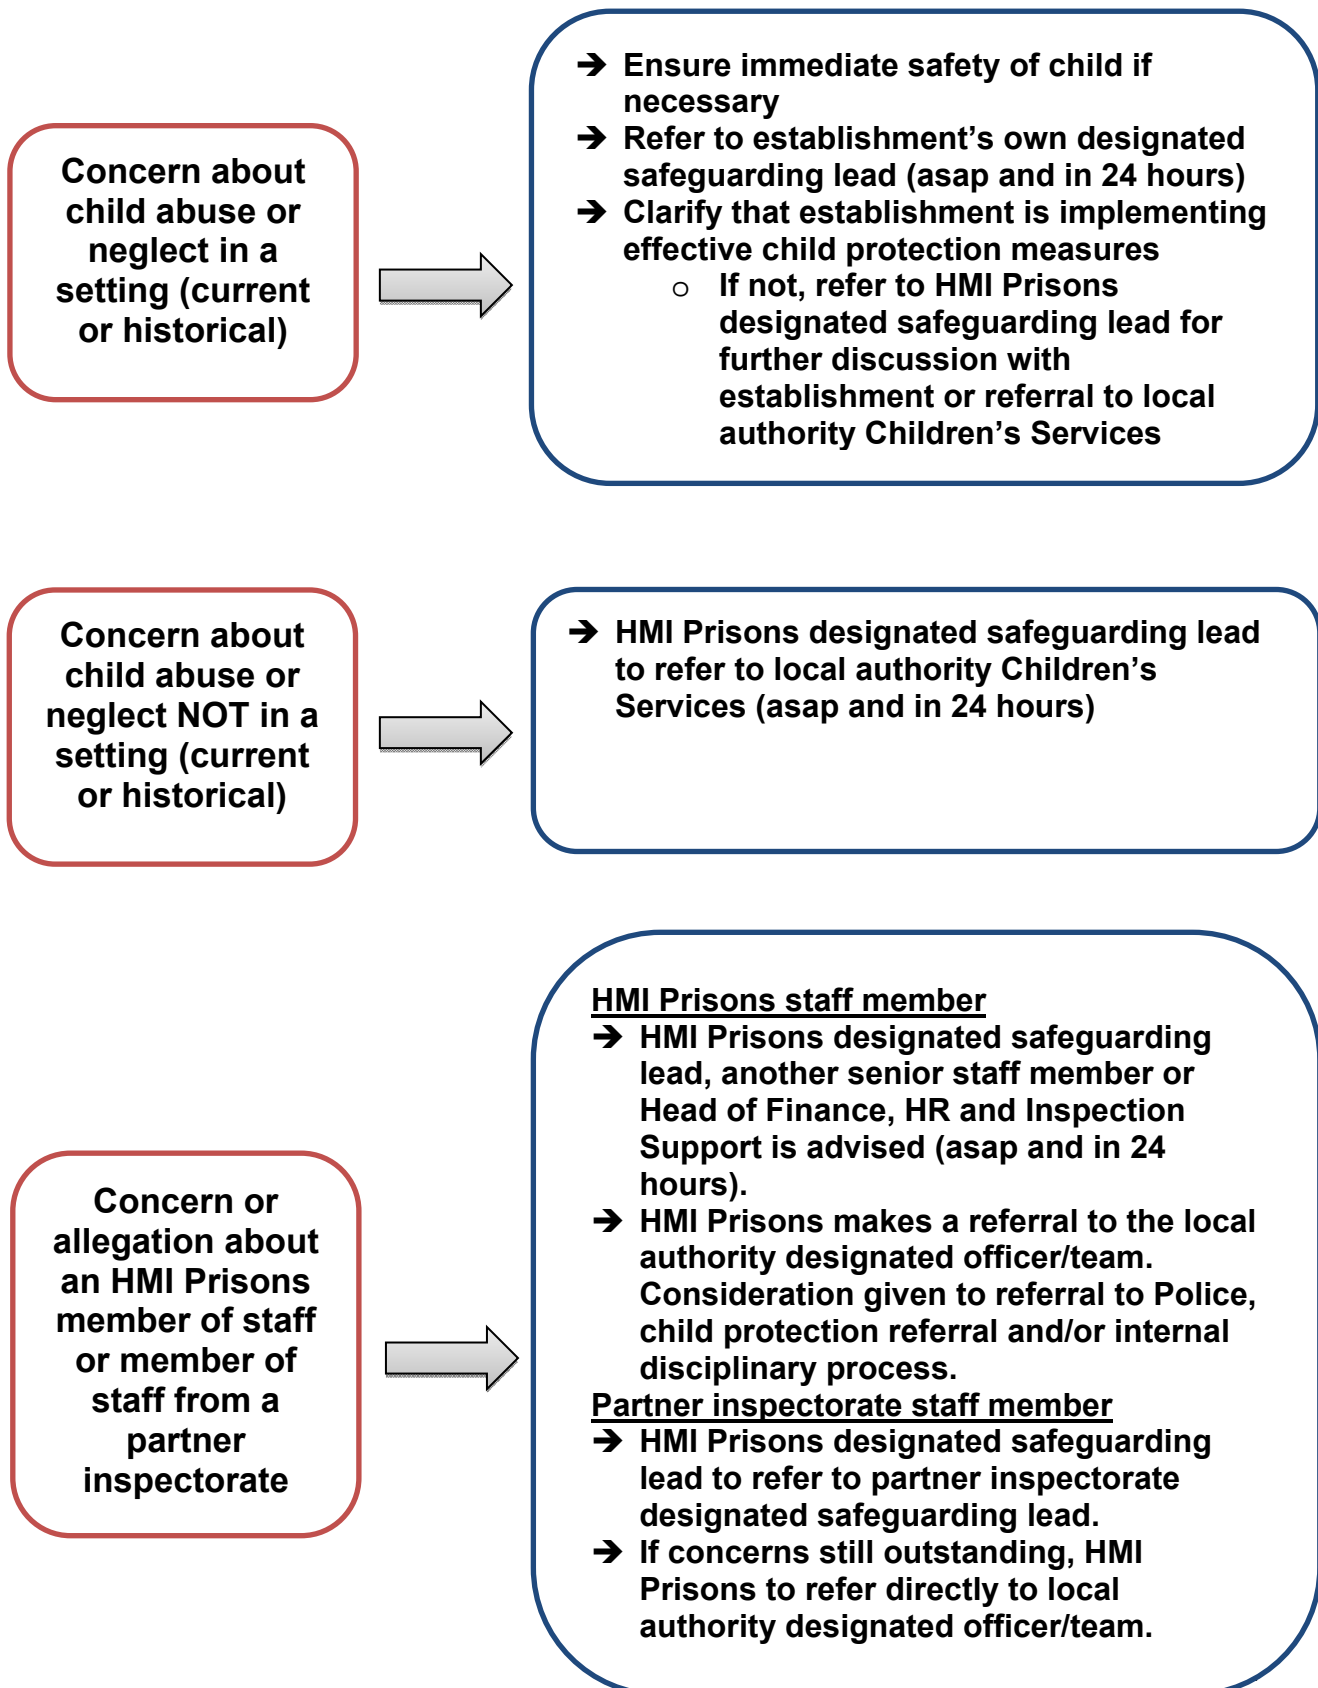 Concern about
child abuse or
neglect in a
setting (current
or historical)
➔ Ensure immediate safety of child if
necessary
➔ Refer to establishment’s own designated
safeguarding lead (asap and in 24 hours)
➔ Clarify that establishment is implementing
effective child protection measures
o If not, refer to HMI Prisons
designated safeguarding lead for
further discussion with
establishment or referral to local
authority Children’s Services
Concern about
child abuse or
neglect NOT in a
setting (current
or historical)
➔ HMI Prisons designated safeguarding lead
to refer to local authority Children’s
Services (asap and in 24 hours)
Concern or
allegation about
an HMI Prisons
member of staff
or member of
staff from a
partner
inspectorate
HMI Prisons staff member
➔ HMI Prisons designated safeguarding
lead, another senior staff member or
Head of Finance, HR and Inspection
Support is advised (asap and in 24
hours).
➔ HMI Prisons makes a referral to the local
authority designated officer/team.
Consideration given to referral to Police,
child protection referral and/or internal
disciplinary process.
Partner inspectorate staff member
➔ HMI Prisons designated safeguarding
lead to refer to partner inspectorate
designated safeguarding lead.
➔ If concerns still outstanding, HMI
Prisons to refer directly to local
authority designated officer/team.